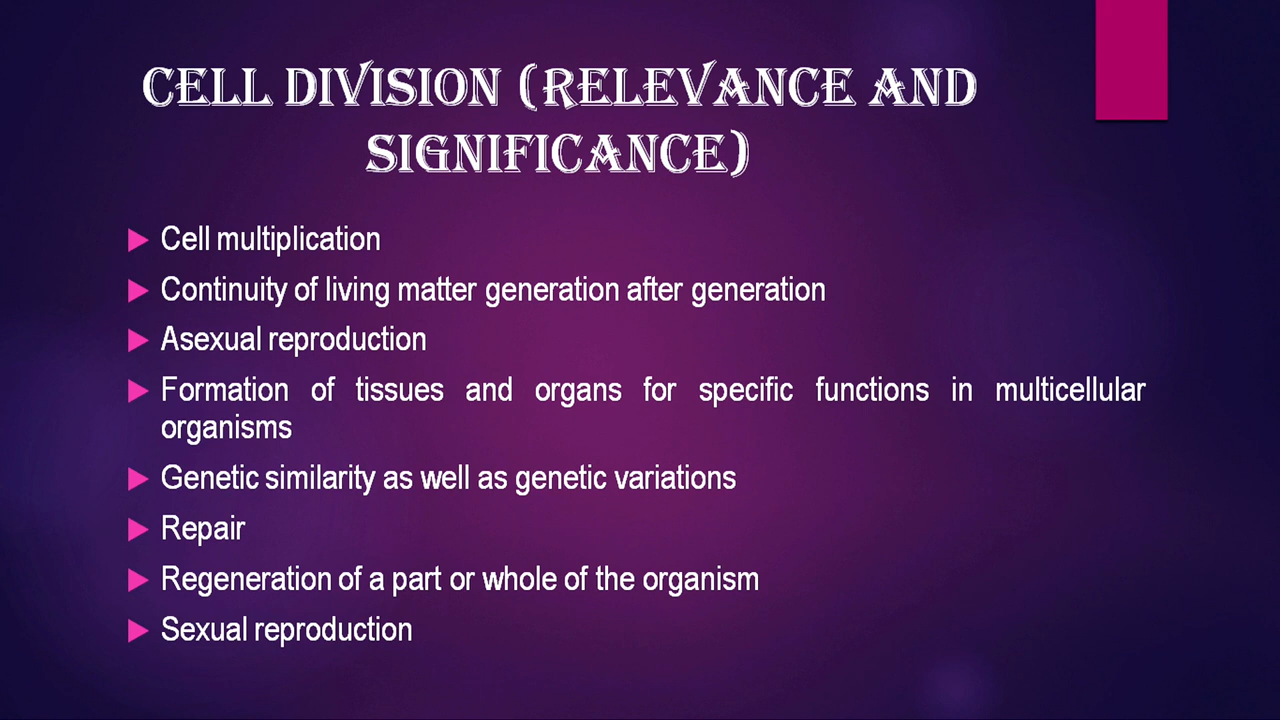 CELL DIVISION (RELEVANCE AND
SIGNIFICANCE)
Cell multiplication
Continuity of living matter generation after generation
Asexual reproduction
Formation of tissues and organs for specific functions in multicellular
organisms
Genetic similarity as well as genetic variations
Repair
Regeneration of a part or whole of the organism
Sexual reproduction